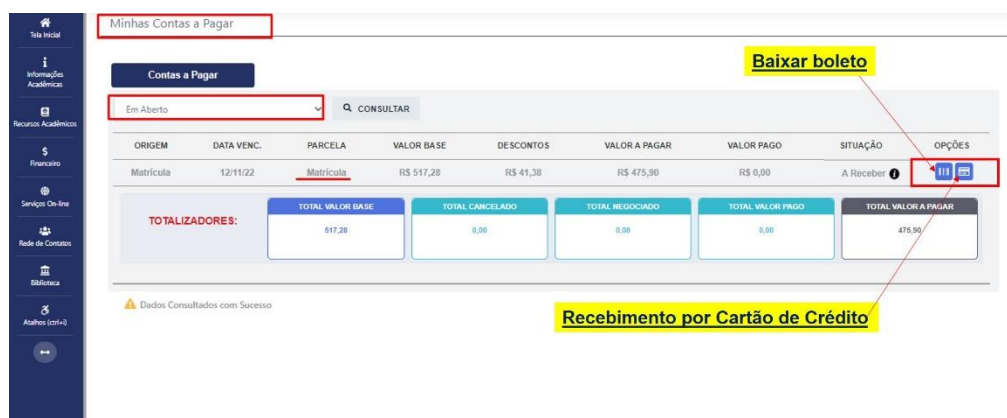 Minhas Contas a Pagar
Tela Inicial
Informações
Acadêmicas
Recursos Acadêmicos
Financeiro
Serviços On-line
Rede de Contatos
Biblioteca
Atalhos (ctrl+i)
Contas a Pagar
Baixar boleto
Em Aberto
CONSULTAR
ORIGEM DATA VENC. PARCELA VALOR BASE DESCONTOS VALOR A PAGAR VALOR PAGO SITUAÇÃO OPÇÕES
Matrícula 12/11/22 Matrícula R$ 517,28 R$ 41,38 R$ 475,90 R$ 0,00 A Receber
TOTALIZADORES:
TOTAL VALOR BASE TOTAL CANCELADO TOTAL NEGOCIADO TOTAL VALOR PAGO TOTAL VALOR A PAGAR
517,28 0,00 0,00 0,00 475,90
Dados Consultados com Sucesso
Recebimento por Cartão de Crédito